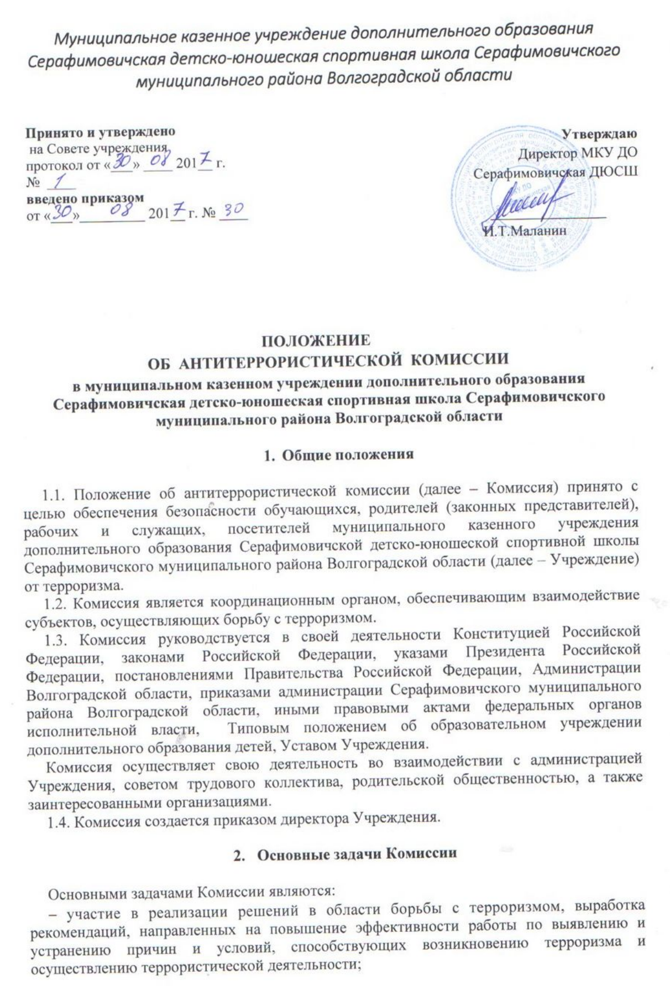 Муниципальное казенное учреждение дополнительного образования
Серафимовичская детско-юношеская спортивная школа Серафимовичского
муниципального района Волгоградской области
Принято и утверждено
на Совете учреждения
протокол от «30» 08 2017 г.
№ 1
введено приказом
от «30» 08 2017 г. № 30
Утверждаю
Директор МКУ ДО
Серафимовичская ДЮСШ
И.Т.Маланин
ПОЛОЖЕНИЕ
ОБ АНТИТЕРРОРИСТИЧЕСКОЙ КОМИССИИ
в муниципальном казенном учреждении дополнительного образования
Серафимовичская детско-юношеская спортивная школа Серафимовичского
муниципального района Волгоградской области
1. Общие положения
1.1. Положение об антитеррористической комиссии (далее – Комиссия) принято с
целью обеспечения безопасности обучающихся, родителей (законных представителей),
рабочих и служащих, посетителей муниципального казенного учреждения
дополнительного образования Серафимовичской детско-юношеской спортивной школы
Серафимовичского муниципального района Волгоградской области (далее – Учреждение)
от терроризма.
1.2. Комиссия является координационным органом, обеспечивающим взаимодействие
субъектов, осуществляющих борьбу с терроризмом.
1.3. Комиссия руководствуется в своей деятельности Конституцией Российской
Федерации, законами Российской Федерации, указами Президента Российской
Федерации, постановлениями Правительства Российской Федерации, Администрации
Волгоградской области, приказами администрации Серафимовичского муниципального
района Волгоградской области, иными правовыми актами федеральных органов
исполнительной власти, Типовым положением об образовательном учреждении
дополнительного образования детей, Уставом Учреждения.
Комиссия осуществляет свою деятельность во взаимодействии с администрацией
Учреждения, советом трудового коллектива, родительской общественностью, а также
заинтересованными организациями.
1.4. Комиссия создается приказом директора Учреждения.
2. Основные задачи Комиссии
Основными задачами Комиссии являются:
– участие в реализации решений в области борьбы с терроризмом, выработка
рекомендаций, направленных на повышение эффективности работы по выявлению и
устранению причин и условий, способствующих возникновению терроризма и
осуществлению террористической деятельности;